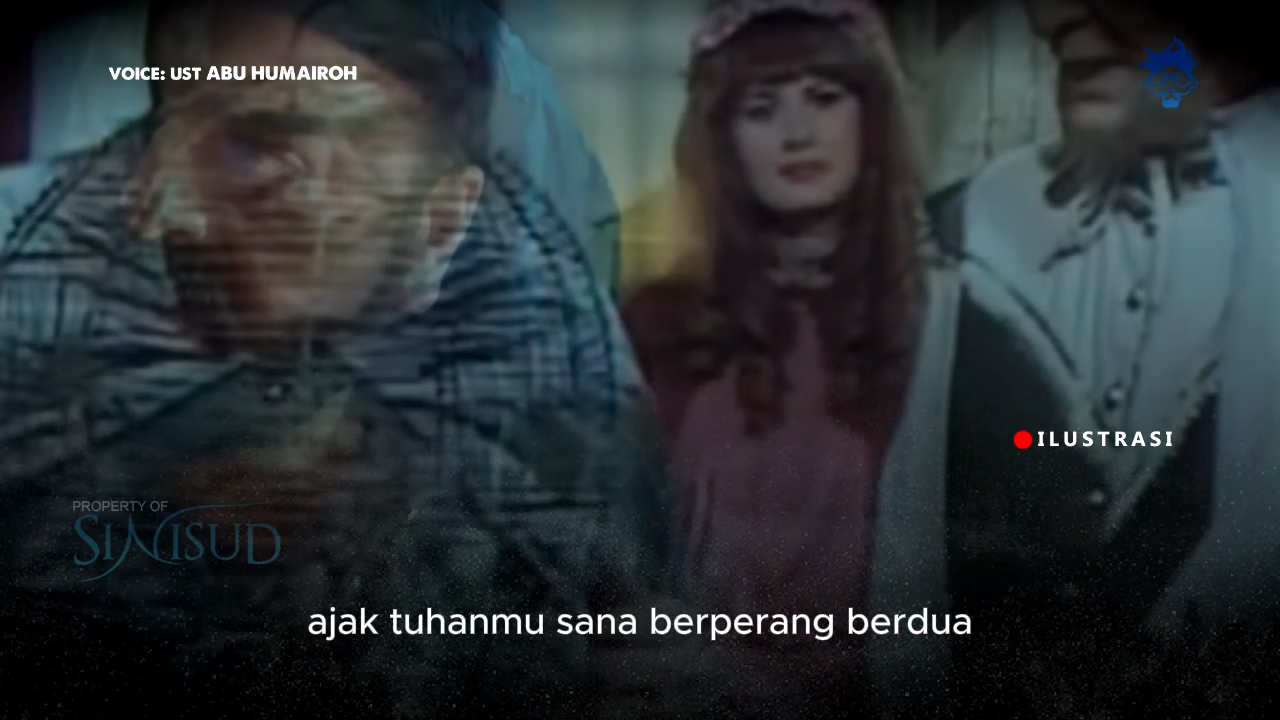 VOICE: UST ABU HUMAIROH
ILUSTRASI
PROPERTY OF
SINISUD
ajak tuhanmu sana berperang berdua